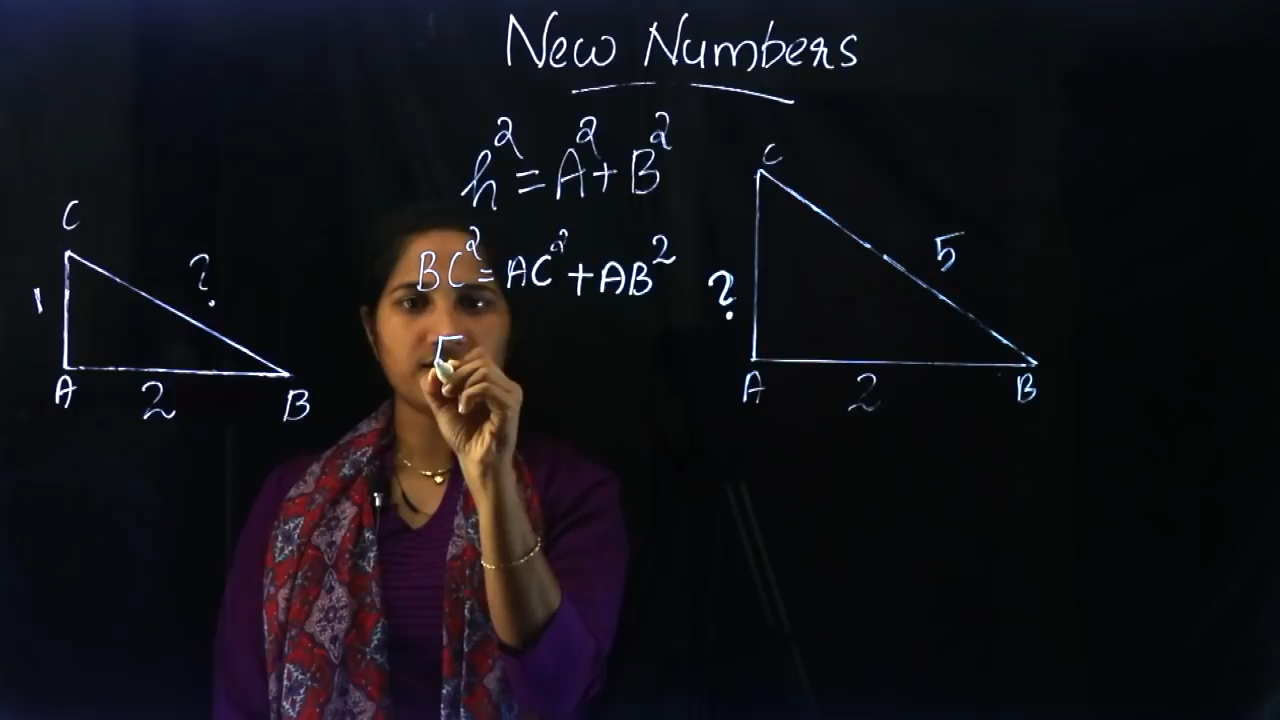 New Numbers
h² = A² + B²
BC² = AC² + AB²
C
1
?
A
2
B
C
?
5
A
2
B